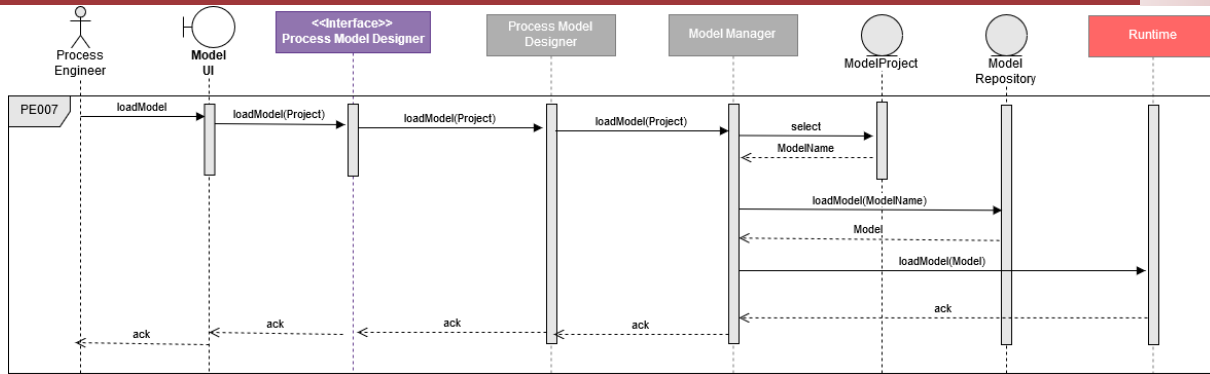 Process
Engineer
Model
UI
<<Interface>>
Process Model Designer
Process Model
Designer
Model Manager
ModelProject
Model
Repository
Runtime
PE007
loadModel
loadModel(Project)
loadModel(Project)
loadModel(Project)
select
ModelName
loadModel(ModelName)
Model
loadModel(Model)
ack
ack
ack
ack
ack